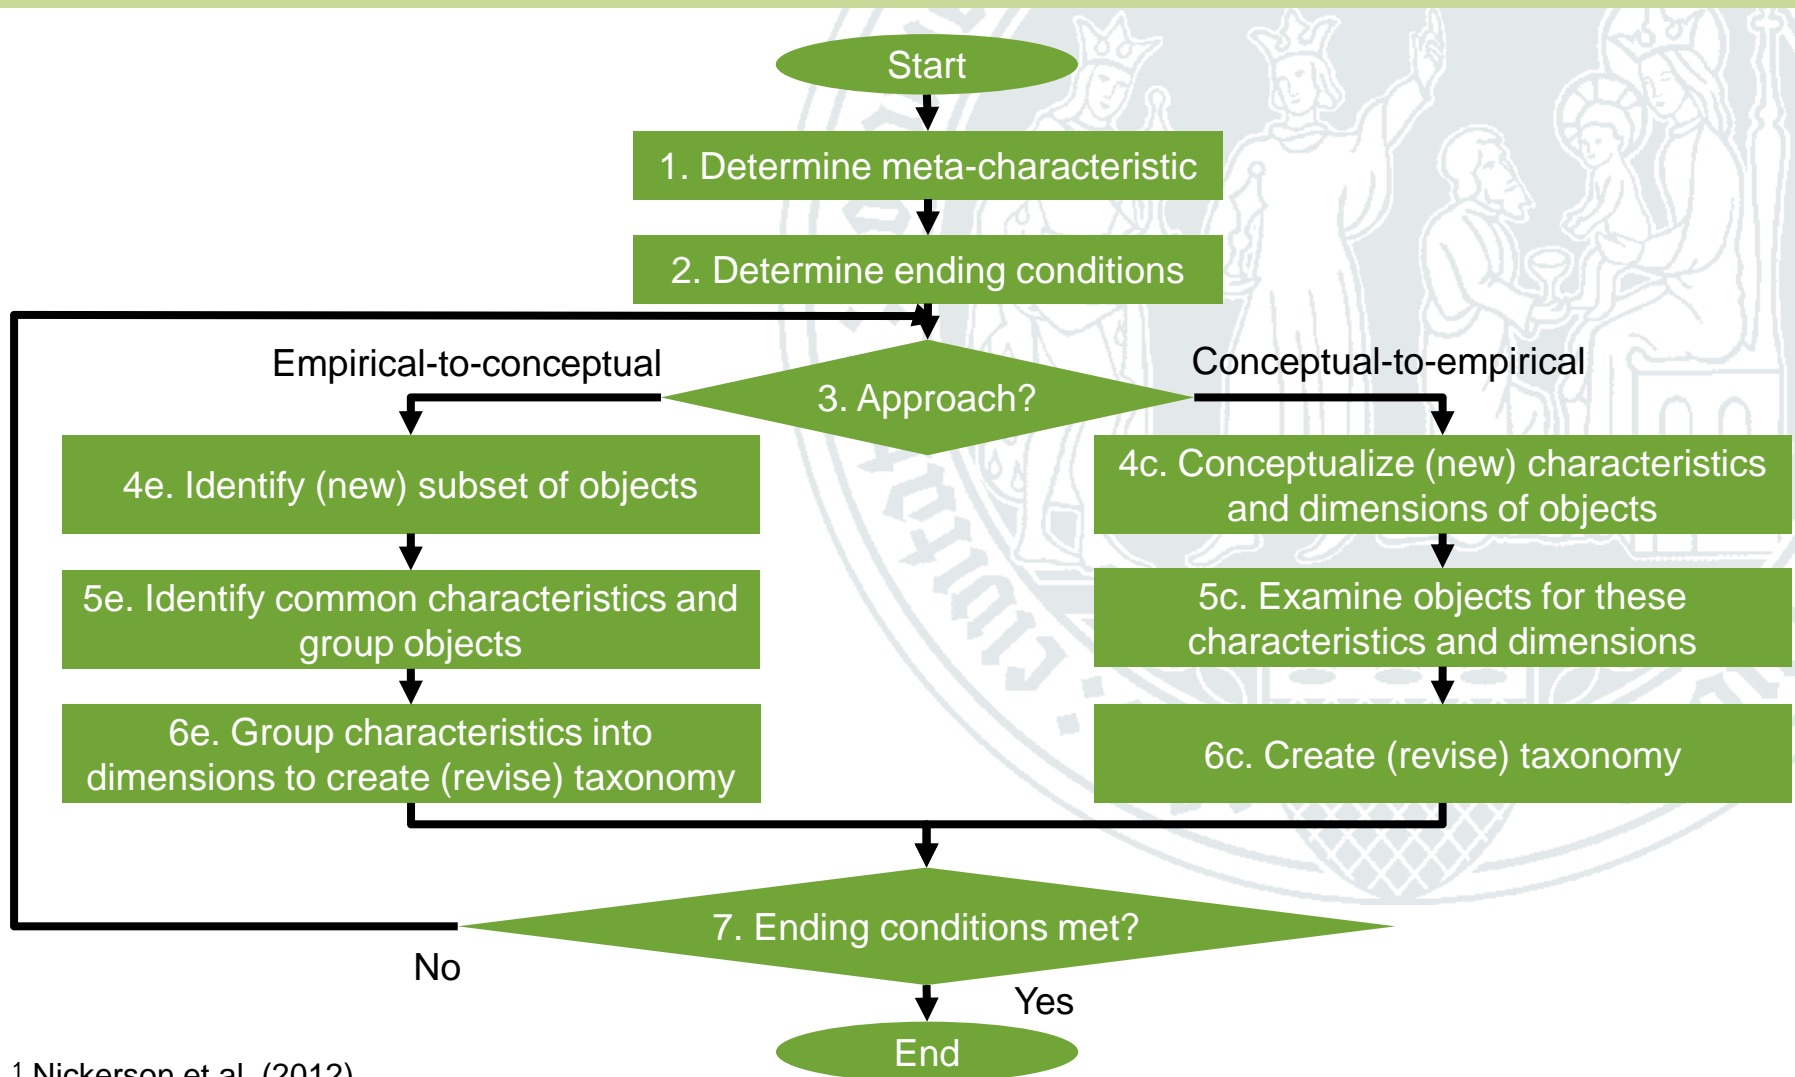 Start
1. Determine meta-characteristic
2. Determine ending conditions
Empirical-to-conceptual
Conceptual-to-empirical
3. Approach?
4e. Identify (new) subset of objects
4c. Conceptualize (new) characteristics
and dimensions of objects
5e. Identify common characteristics and
group objects
5c. Examine objects for these
characteristics and dimensions
6e. Group characteristics into
dimensions to create (revise) taxonomy
6c. Create (revise) taxonomy
7. Ending conditions met?
No
Yes
End
1 Nickerson et al. (2012)